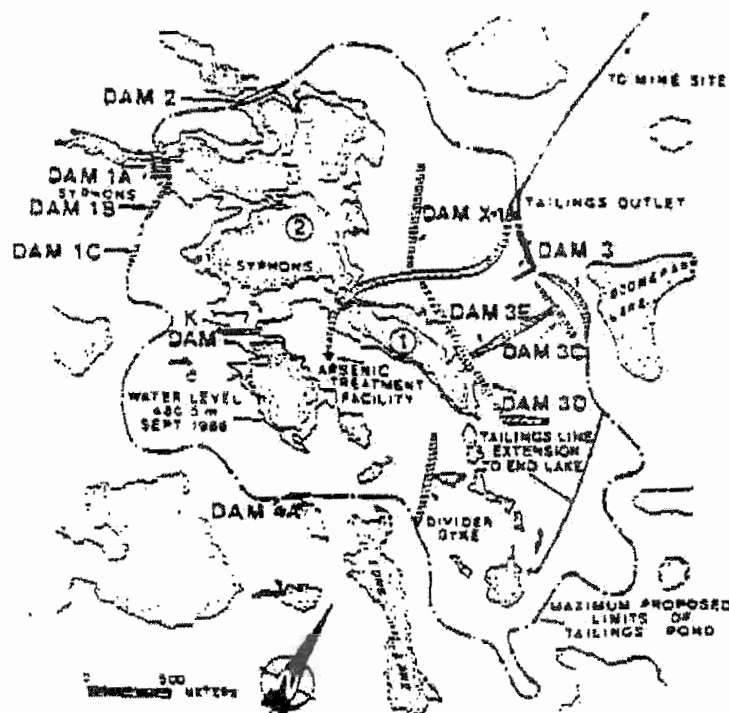 DAM 2
TO MINE SITE
DAM 1A
SYPHONS
DAM 1B
DAM X-1
TAILINGS OUTLET
DAM 1C
2
DAM 3
SYPHONS
K
DAM
DAM 3E
1
DAM 3C
ARSENIC
TREATMENT
FACILITY
WATER LEVEL
SEPT 1986
DAM 3D
TAILINGS LINE
EXTENSION
TO END LAKE
DAM 4A
DIVIDER
DYKE
MAXIMUM PROPOSED
LIMITS OF
TAILINGS POND
0 500
METERS